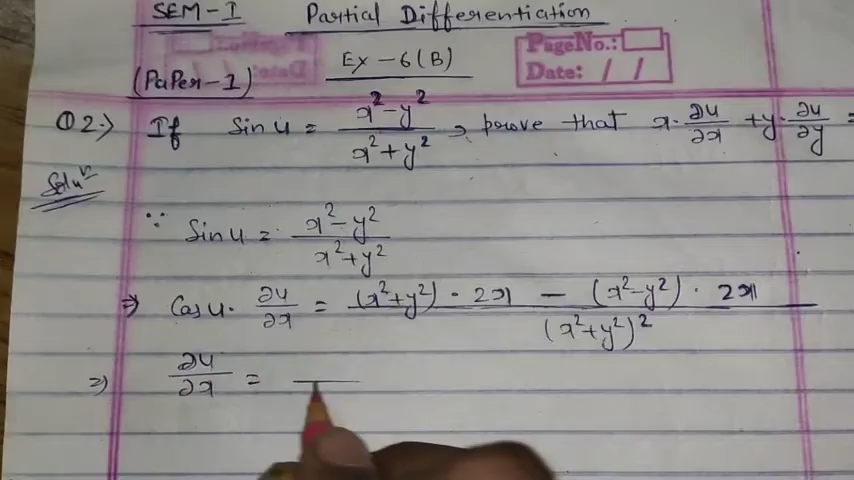 SEM-I Partial Differentiation
PageNo.:
Ex-6(B)
Date: / /
(PaPer-1)
Q2.> If Sin u = (x²-y²)/(x²+y²), prove that x·∂u/∂x + y·∂u/∂y =
Soluⁿ
∵ Sin u = (x²-y²)/(x²+y²)
⇒ Cos u · ∂u/∂x = ((x²+y²)·2x - (x²-y²)·2x)/(x²+y²)²
⇒ ∂u/∂x =